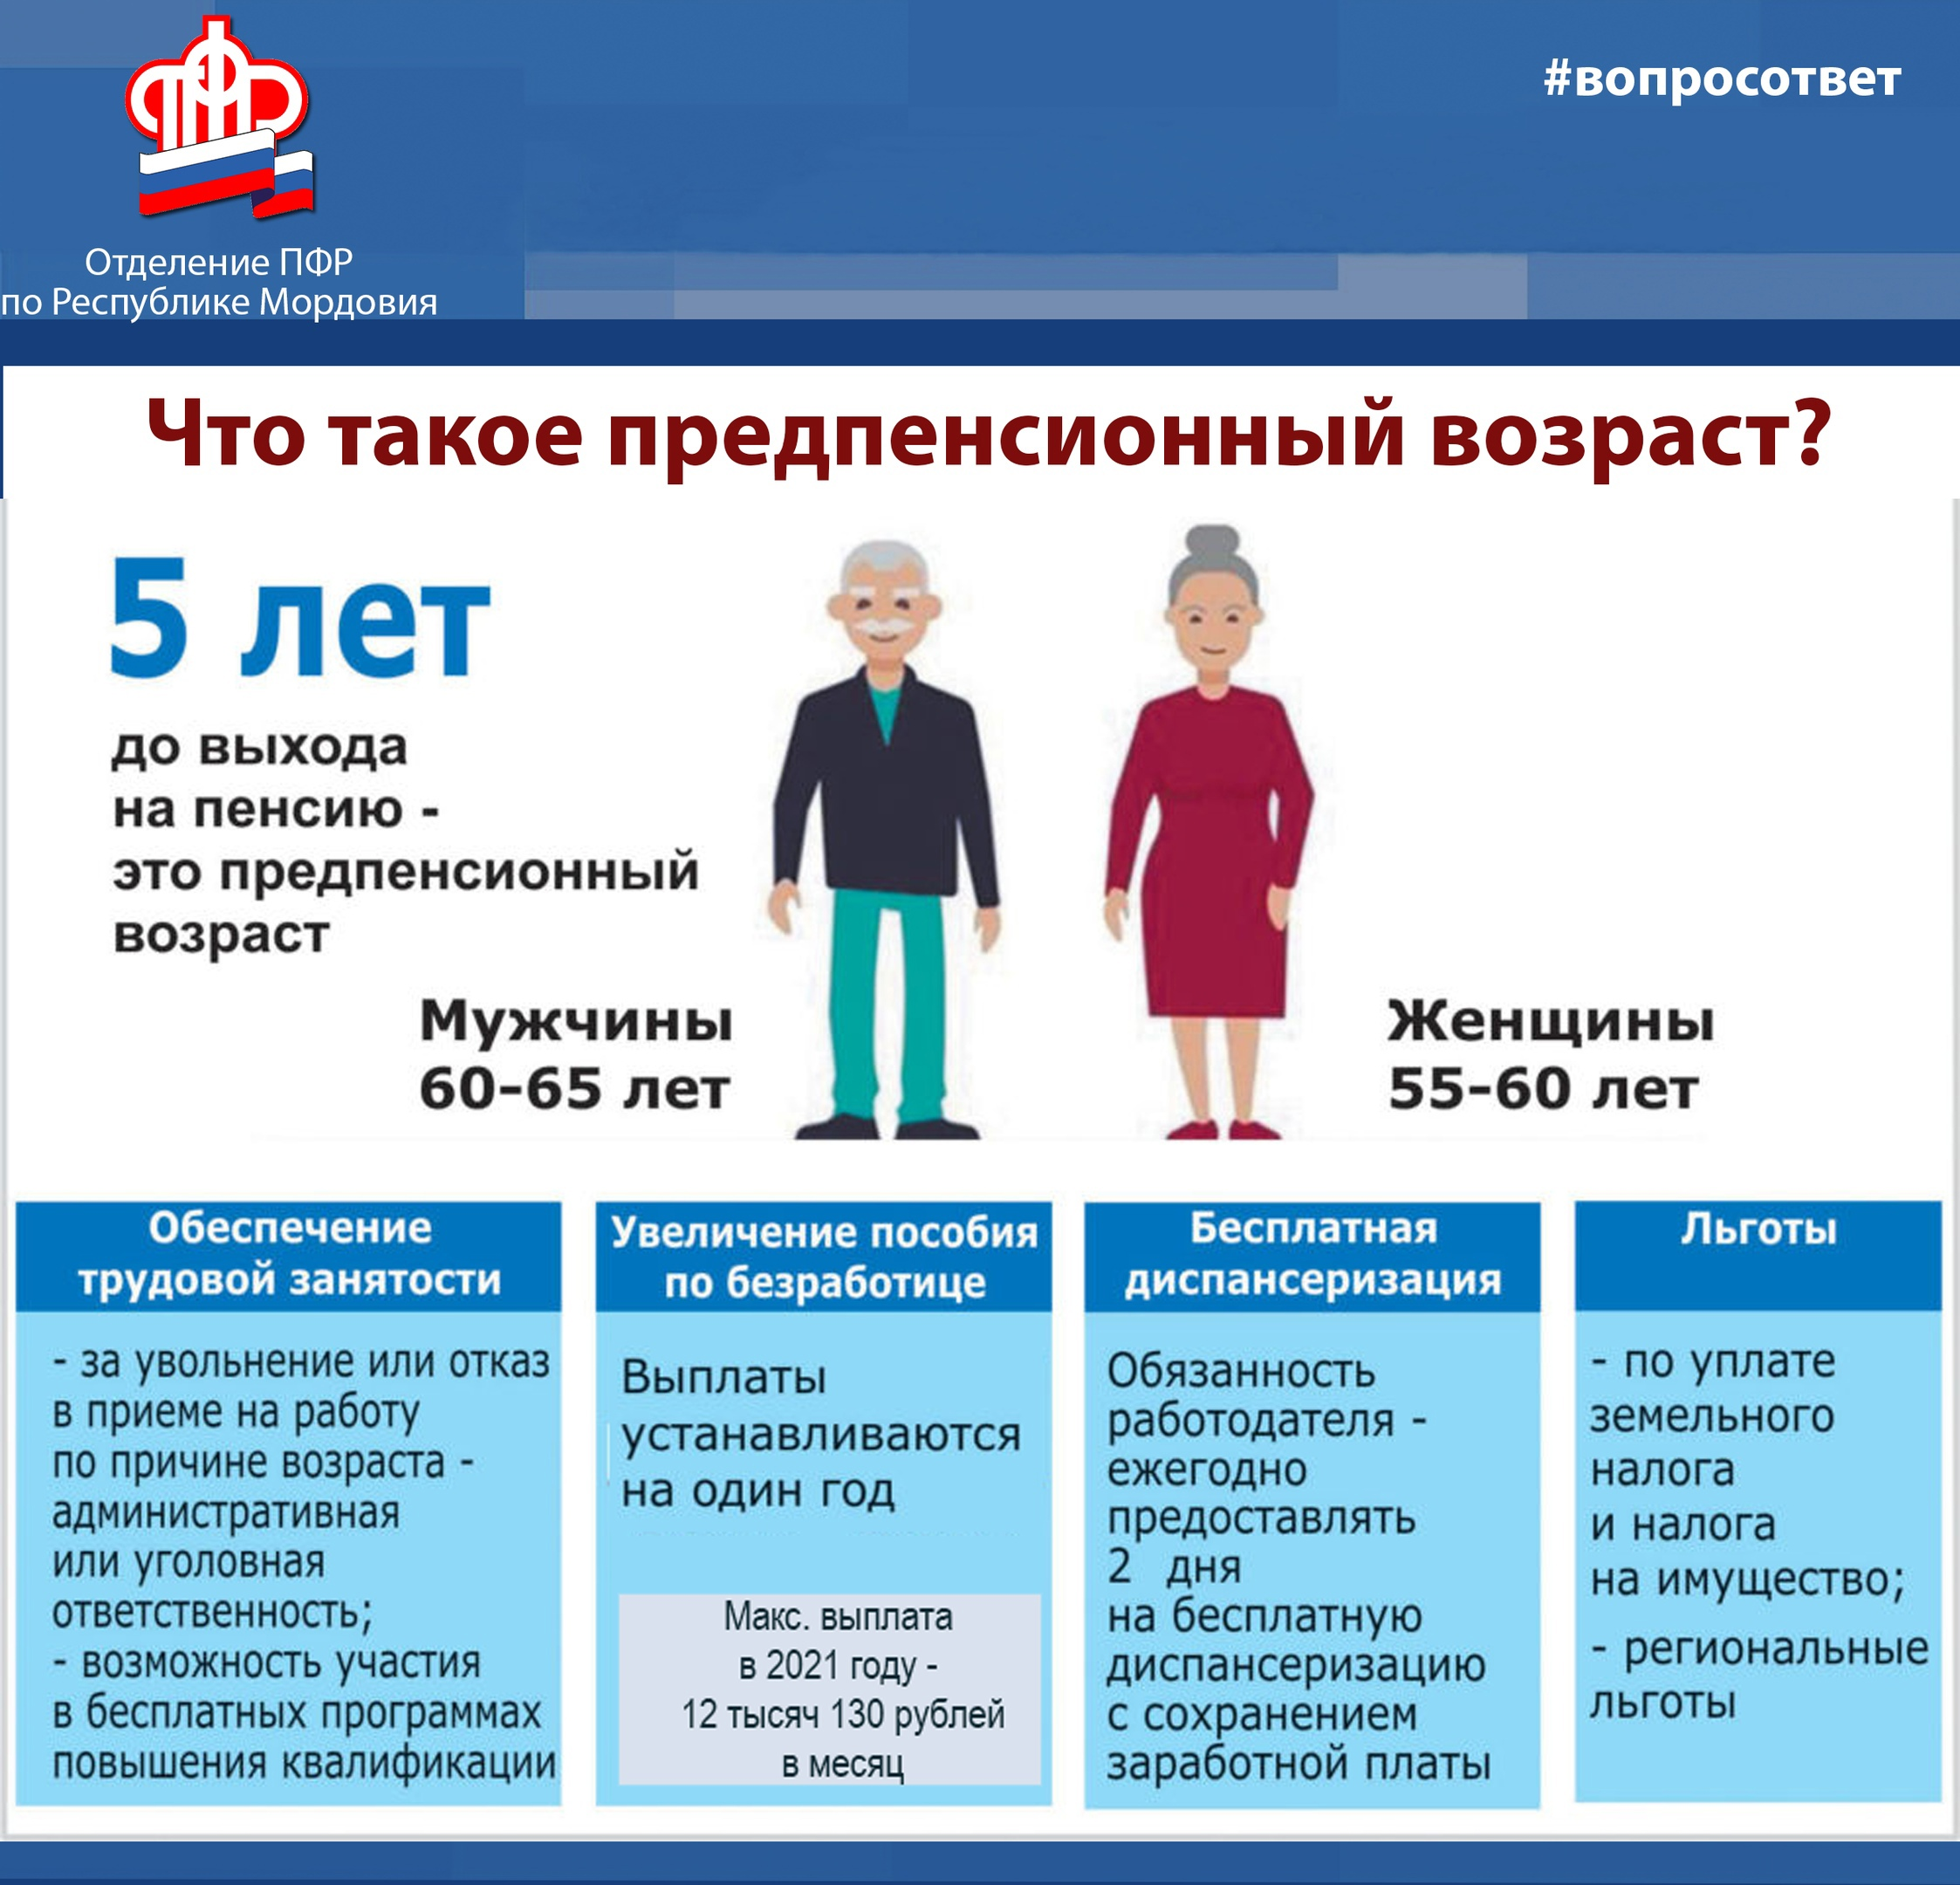 #вопросответ
Отделение ПФР
по Республике Мордовия
Что такое предпенсионный возраст?
5 лет
до выхода
на пенсию -
это предпенсионный
возраст
Мужчины
60-65 лет
Женщины
55-60 лет
Обеспечение
трудовой занятости
- за увольнение или отказ
в приеме на работу
по причине возраста -
административная
или уголовная
ответственность;
- возможность участия
в бесплатных программах
повышения квалификации
Увеличение пособия
по безработице
Выплаты
устанавливаются
на один год
Макс. выплата
в 2021 году -
12 тысяч 130 рублей
в месяц
Бесплатная
диспансеризация
Обязанность
работодателя -
ежегодно
предоставлять
2 дня
на бесплатную
диспансеризацию
с сохранением
заработной платы
Льготы
- по уплате
земельного
налога
и налога
на имущество;
- региональные
льготы